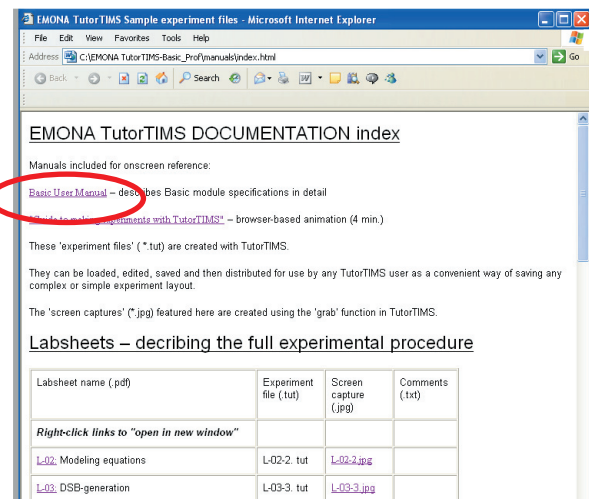 EMONA TutorTIMS Sample experiment files - Microsoft Internet Explorer
File Edit View Favorites Tools Help
Address C:\EMONA TutorTIMS-Basic_Prof\manuals\index.html Go
Back Search
EMONA TutorTIMS DOCUMENTATION index
Manuals included for onscreen reference:
Basic User Manual – describes Basic module specifications in detail
"Guide to making experiments with TutorTIMS" – browser-based animation (4 min.)
These 'experiment files' ( *.tut) are created with TutorTIMS.
They can be loaded, edited, saved and then distributed for use by any TutorTIMS user as a convenient way of saving any
complex or simple experiment layout.
The 'screen captures' (*.jpg) featured here are created using the 'grab' function in TutorTIMS.
Labsheets – decribing the full experimental procedure
Labsheet name (.pdf) Experiment Screen Comments
file (.tut) capture (.txt)
(.jpg)
Right-click links to "open in new window"
L-02: Modeling equations L-02-2. tut L-02-2.jpg
L-03: DSB-generation L-03-3. tut L-03-3.jpg